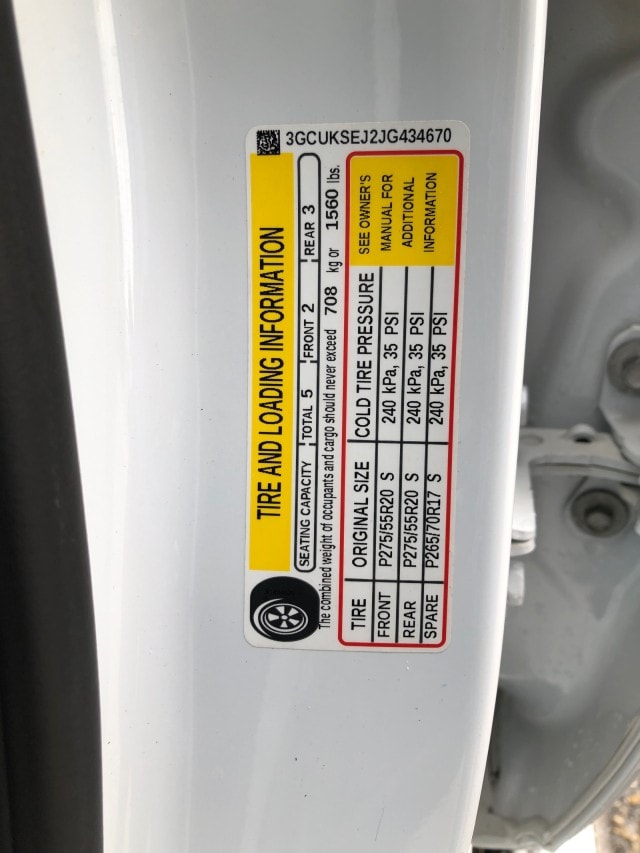 3GCUKSEJ2JG434670
TIRE AND LOADING INFORMATION
SEATING CAPACITY TOTAL 5 FRONT 2 REAR 3
The combined weight of occupants and cargo should never exceed 708 kg or 1560 lbs.
TIRE ORIGINAL SIZE COLD TIRE PRESSURE
FRONT P275/55R20 S 240 kPa, 35 PSI
REAR P275/55R20 S 240 kPa, 35 PSI
SPARE P265/70R17 S 240 kPa, 35 PSI
SEE OWNER'S
MANUAL FOR
ADDITIONAL
INFORMATION